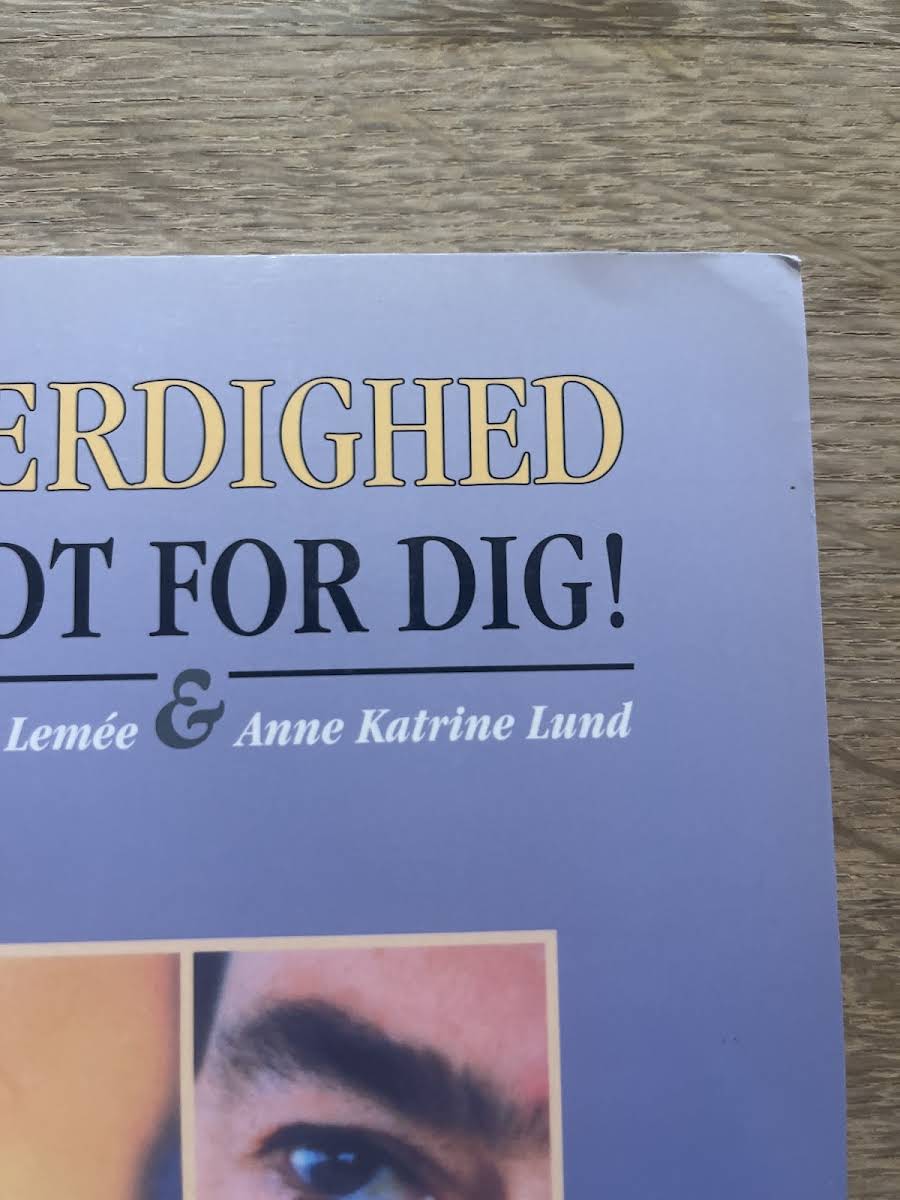 ERDIGHED
OT FOR DIG!
Lemée & Anne Katrine Lund